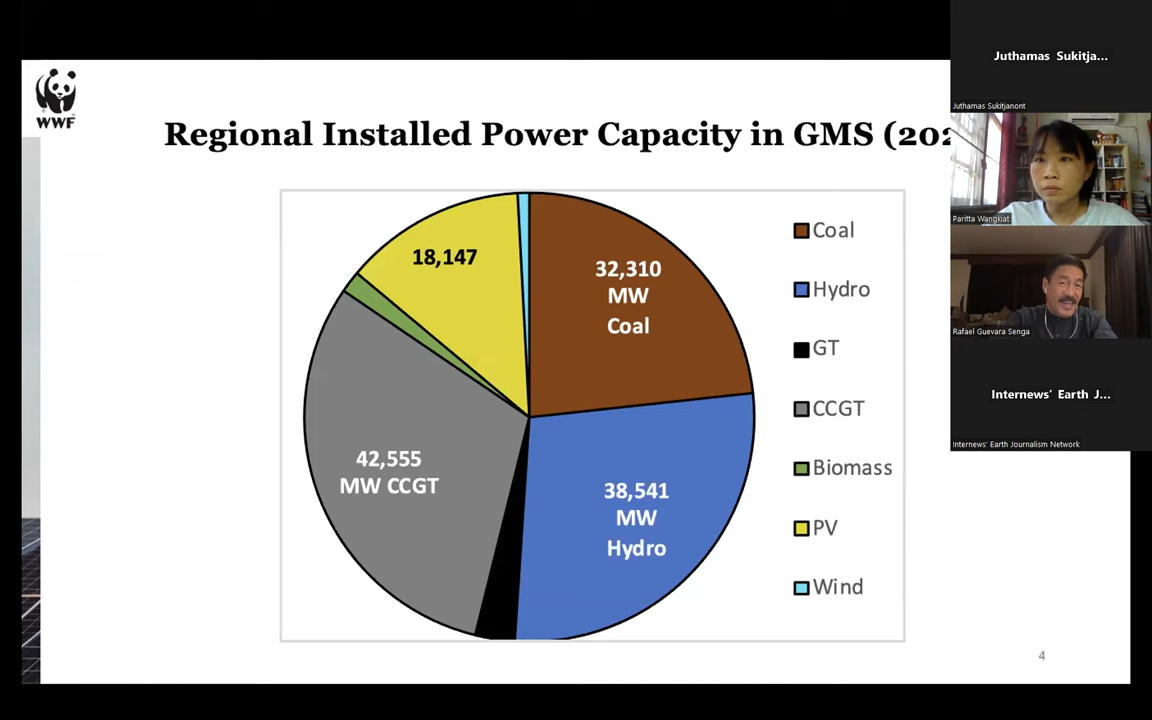 WWF
Regional Installed Power Capacity in GMS (202
32,310
MW
Coal
38,541
MW
Hydro
42,555
MW CCGT
18,147
Coal
Hydro
GT
CCGT
Biomass
PV
Wind
4
Juthamas Sukitja...
Juthamas Sukitjanont
Paritta Wangkiat
Rafael Guevara Senga
Internews' Earth J...
Internews' Earth Journalism Network